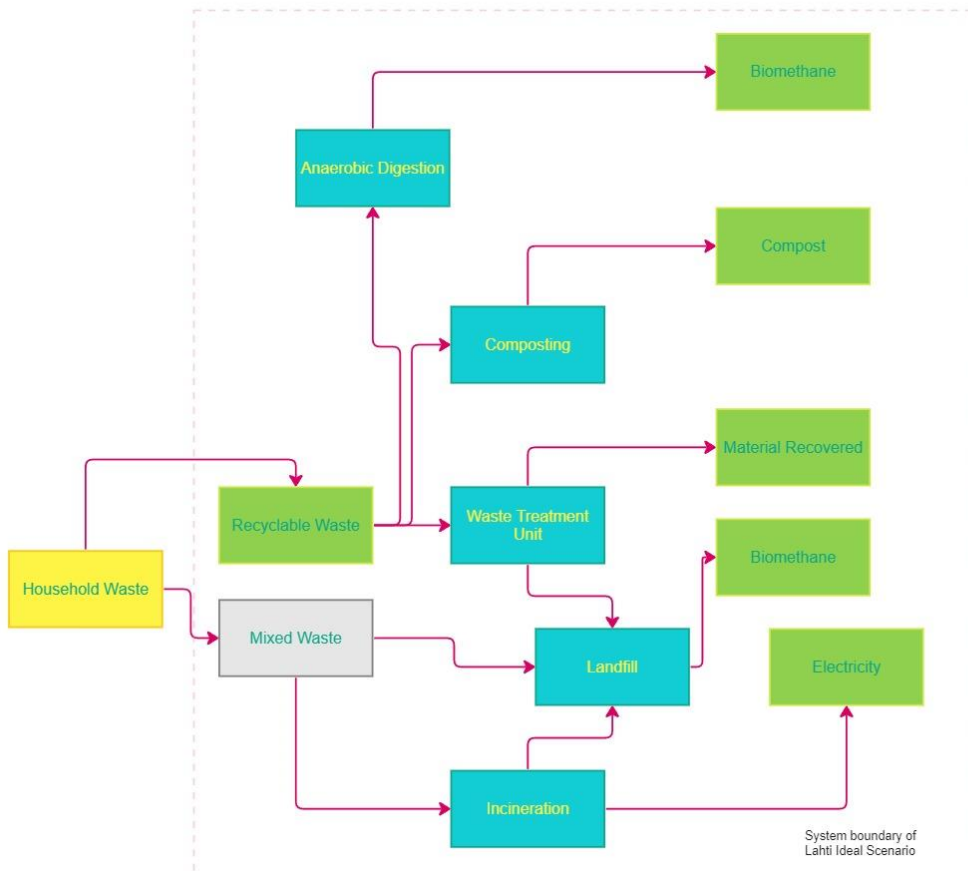 Biomethane
Anaerobic Digestion
Compost
Composting
Material Recovered
Recyclable Waste
Waste Treatment
Unit
Biomethane
Household Waste
Mixed Waste
Landfill
Electricity
Incineration
System boundary of
Lahti Ideal Scenario